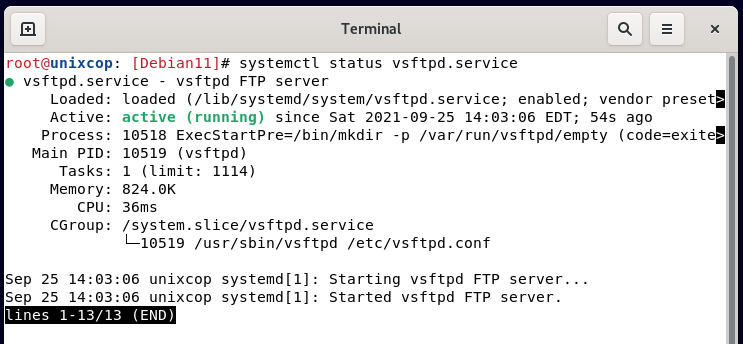 Terminal
root@unixcop: [Debian11]# systemctl status vsftpd.service
● vsftpd.service - vsftpd FTP server
     Loaded: loaded (/lib/systemd/system/vsftpd.service; enabled; vendor preset>
     Active: active (running) since Sat 2021-09-25 14:03:06 EDT; 54s ago
    Process: 10518 ExecStartPre=/bin/mkdir -p /var/run/vsftpd/empty (code=exite>
   Main PID: 10519 (vsftpd)
      Tasks: 1 (limit: 1114)
     Memory: 824.0K
        CPU: 36ms
     CGroup: /system.slice/vsftpd.service
             └─10519 /usr/sbin/vsftpd /etc/vsftpd.conf
Sep 25 14:03:06 unixcop systemd[1]: Starting vsftpd FTP server...
Sep 25 14:03:06 unixcop systemd[1]: Started vsftpd FTP server.
lines 1-13/13 (END)